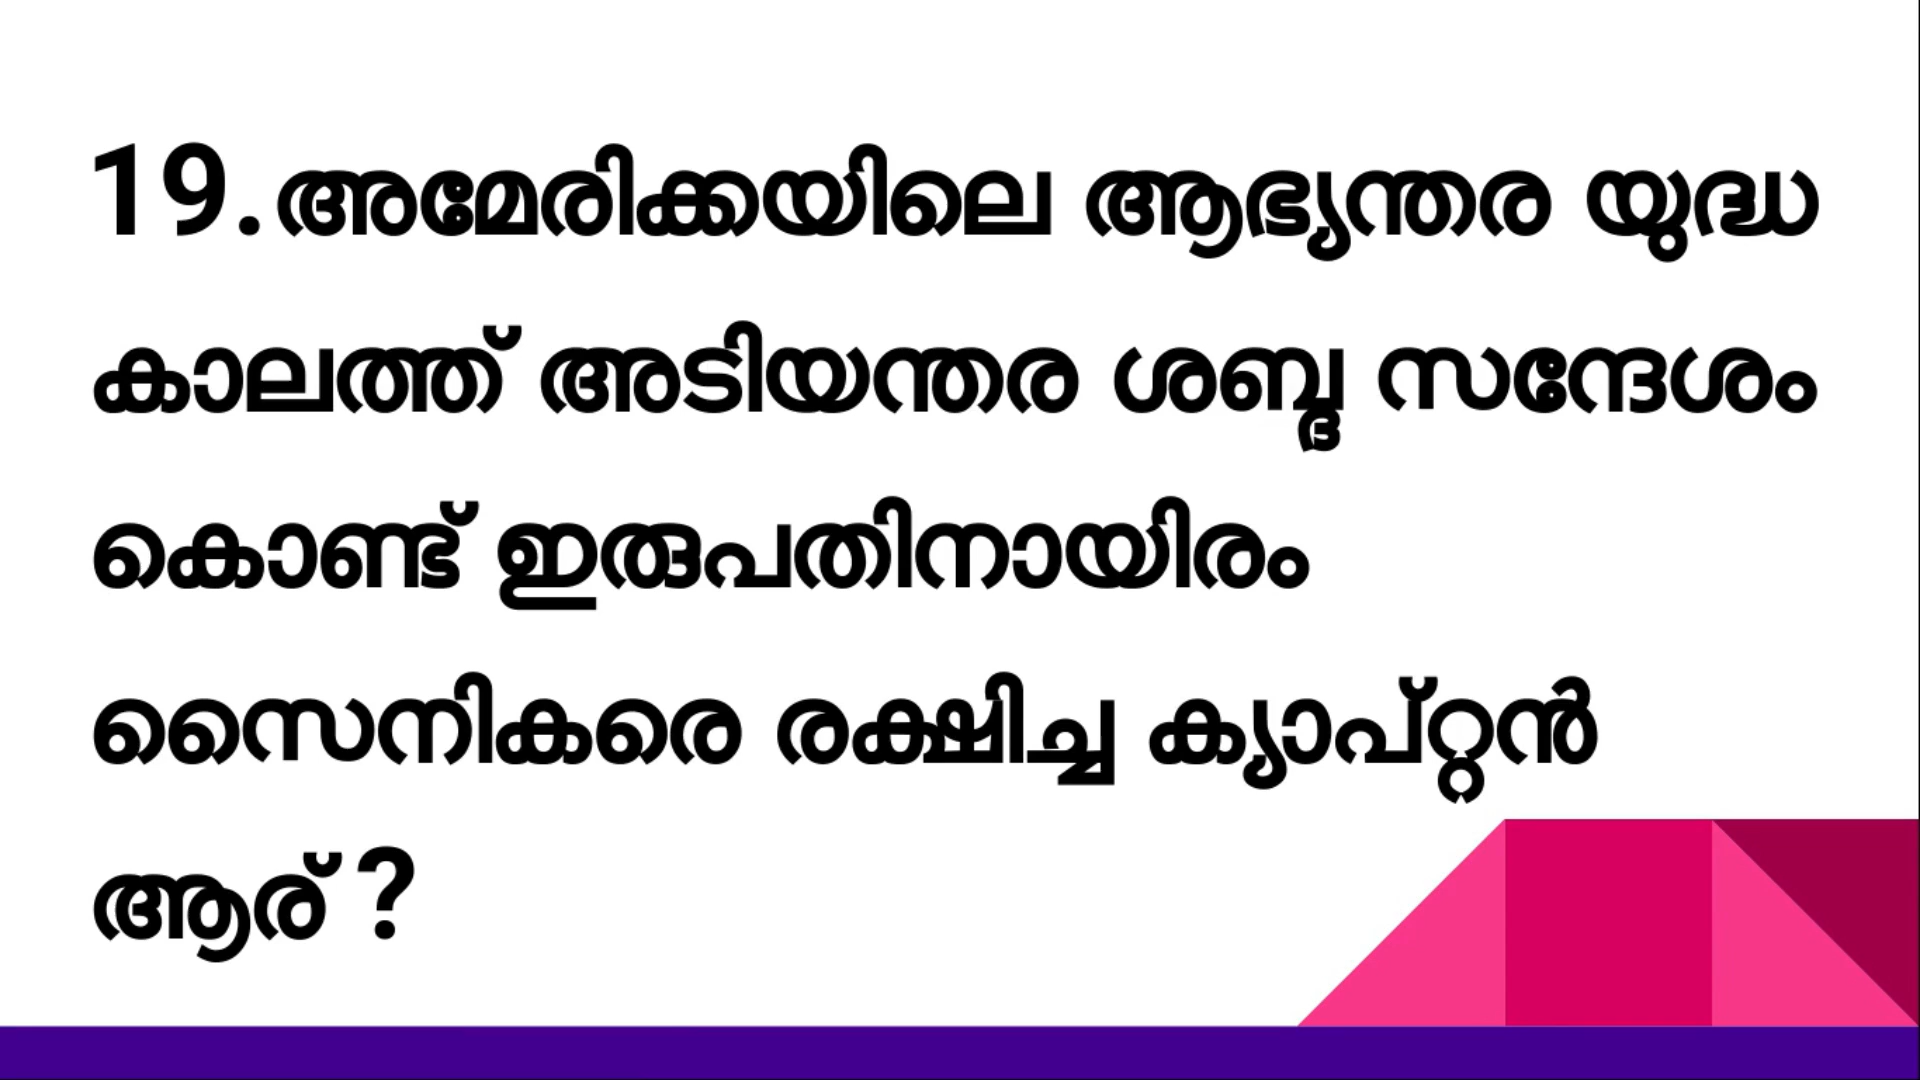 19.അമേരിക്കയിലെ ആഭ്യന്തര യുദ്ധ
കാലത്ത് അടിയന്തര ശബ്ദ സന്ദേശം
കൊണ്ട് ഇരുപതിനായിരം
സൈനികരെ രക്ഷിച്ച ക്യാപ്റ്റൻ
ആര് ?